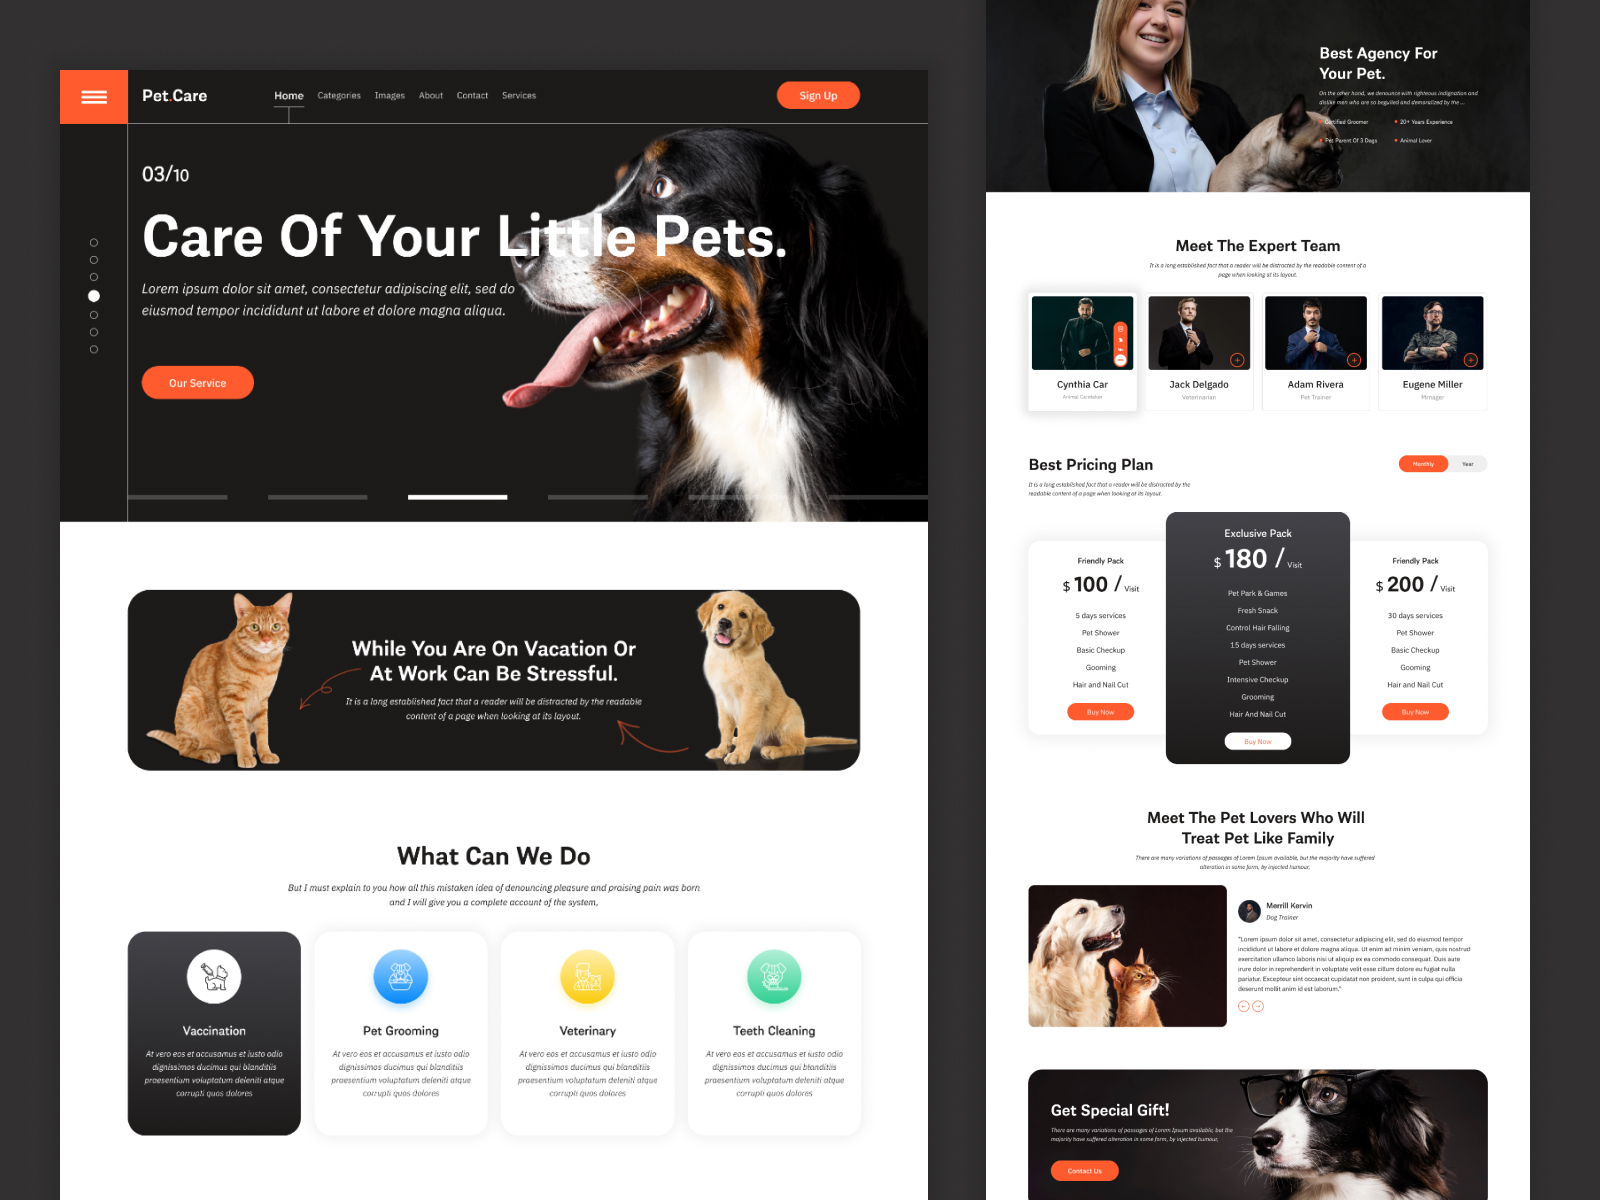 Pet.Care
Home Categories Images About Contact Services
Sign Up
03/10
Care Of Your Little Pets.
Lorem ipsum dolor sit amet, consectetur adipiscing elit, sed do
eiusmod tempor incididunt ut labore et dolore magna aliqua.
Our Service
While You Are On Vacation Or
At Work Can Be Stressful.
It is a long established fact that a reader will be distracted by the readable
content of a page when looking at its layout.
What Can We Do
But I must explain to you how all this mistaken idea of denouncing pleasure and praising pain was born
and I will give you a complete account of the system,
Vaccination
At vero eos et accusamus et iusto odio
dignissimos ducimus qui blanditiis
praesentium voluptatum deleniti atque
corrupti quos dolores
Pet Grooming
At vero eos et accusamus et iusto odio
dignissimos ducimus qui blanditiis
praesentium voluptatum deleniti atque
corrupti quos dolores
Veterinary
At vero eos et accusamus et iusto odio
dignissimos ducimus qui blanditiis
praesentium voluptatum deleniti atque
corrupti quos dolores
Teeth Cleaning
At vero eos et accusamus et iusto odio
dignissimos ducimus qui blanditiis
praesentium voluptatum deleniti atque
corrupti quos dolores
Best Agency For
Your Pet.
On the other hand, we denounce with righteous indignation and
dislike men who are so beguiled and demoralized by the ...
Certified Groomer
20+ Years Experience
Pet Parent Of 3 Dogs
Animal Lover
Meet The Expert Team
It is a long established fact that a reader will be distracted by the readable content of a
page when looking at its layout.
Cynthia Car
Animal Caretaker
Jack Delgado
Veterinarian
Adam Rivera
Pet Trainer
Eugene Miller
Mrnager
Best Pricing Plan
It is a long established fact that a reader will be distracted by the
readable content of a page when looking at its layout.
Monthly Year
Friendly Pack
$ 100 / Visit
5 days services
Pet Shower
Basic Checkup
Gooming
Hair and Nail Cut
Buy Now
Exclusive Pack
$ 180 / Visit
Pet Park & Games
Fresh Snack
Control Hair Falling
15 days services
Pet Shower
Intensive Checkup
Grooming
Hair And Nail Cut
Buy Now
Friendly Pack
$ 200 / Visit
30 days services
Pet Shower
Basic Checkup
Gooming
Hair and Nail Cut
Buy Now
Meet The Pet Lovers Who Will
Treat Pet Like Family
There are many variations of passages of Lorem Ipsum available, but the majority have suffered
alteration in some form, by injected humour,
Merrill Kervin
Dog Trainer
"Lorem ipsum dolor sit amet, consectetur adipiscing elit, sed do eiusmod tempor
incididunt ut labore et dolore magna aliqua. Ut enim ad minim veniam, quis nostrud
exercitation ullamco laboris nisi ut aliquip ex ea commodo consequat. Duis aute
irure dolor in reprehenderit in voluptate velit esse cillum dolore eu fugiat nulla
pariatur. Excepteur sint occaecat cupidatat non proident, sunt in culpa qui officia
deserunt mollit anim id est laborum."
Get Special Gift!
There are many variations of passages of Lorem Ipsum available, but the
majority have suffered alteration in some form, by injected humour,
Contact Us